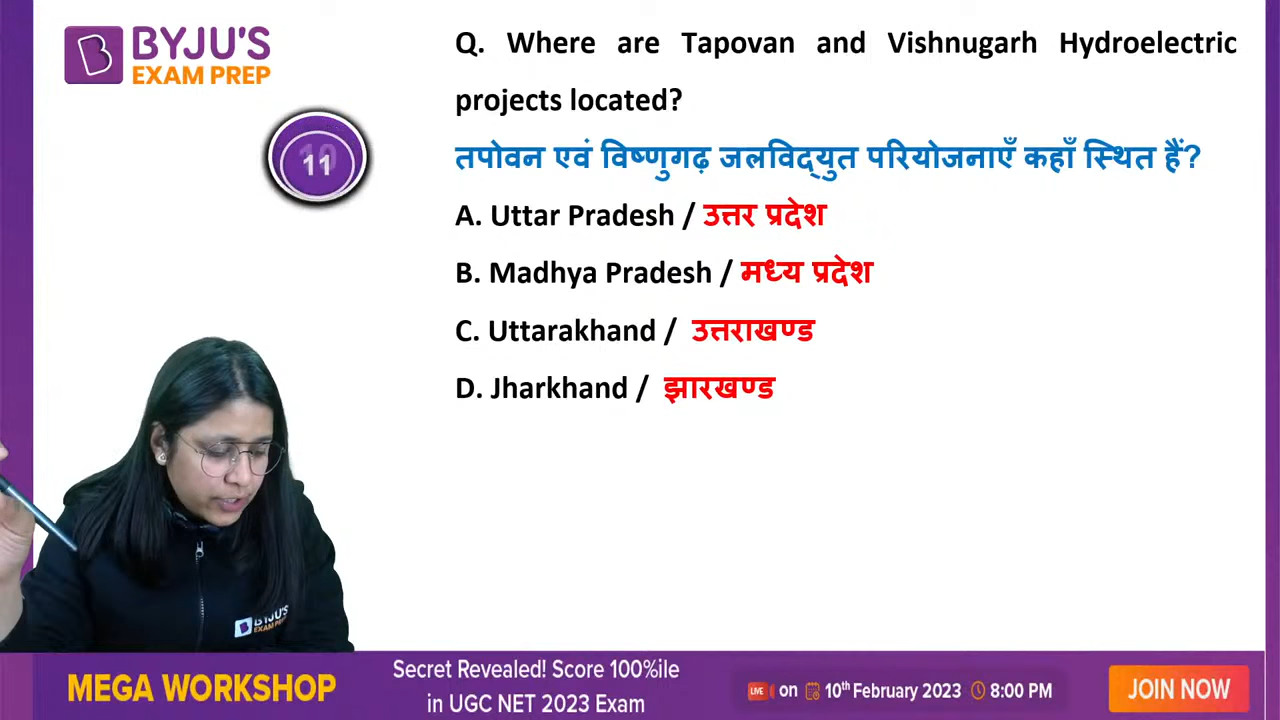 BYJU'S
EXAM PREP
11
Q. Where are Tapovan and Vishnugarh Hydroelectric
projects located?
तपोवन एवं विष्णुगढ़ जलविद्युत परियोजनाएँ कहाँ स्थित हैं?
A. Uttar Pradesh / उत्तर प्रदेश
B. Madhya Pradesh / मध्य प्रदेश
C. Uttarakhand / उत्तराखण्ड
D. Jharkhand / झारखण्ड
BYJU'S
EXAM PREP
MEGA WORKSHOP
Secret Revealed! Score 100%ile
in UGC NET 2023 Exam
LIVE on 10th February 2023 8:00 PM
JOIN NOW